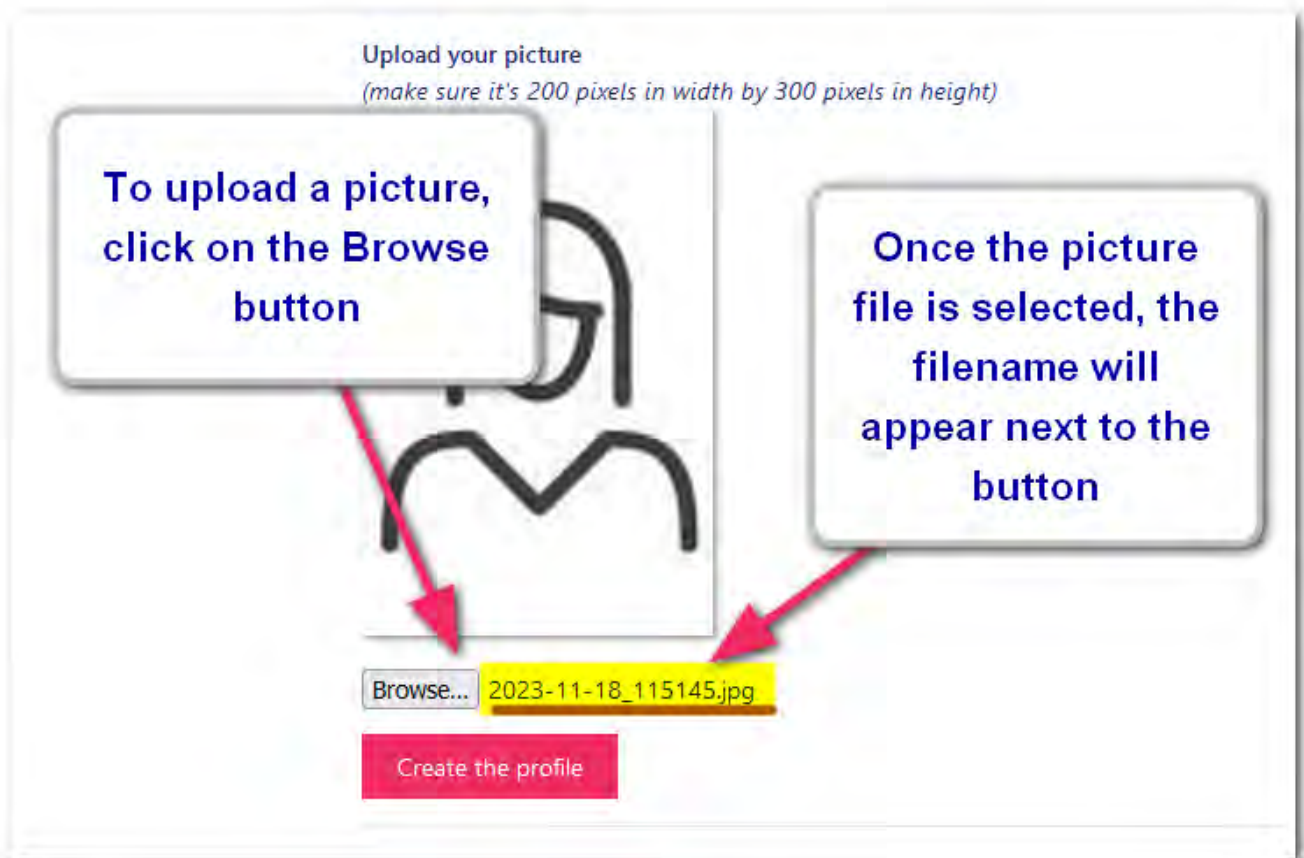 Upload your picture
(make sure it's 200 pixels in width by 300 pixels in height)
To upload a picture,
click on the Browse
button
Once the picture
file is selected, the
filename will
appear next to the
button
Browse... 2023-11-18_115145.jpg
Create the profile